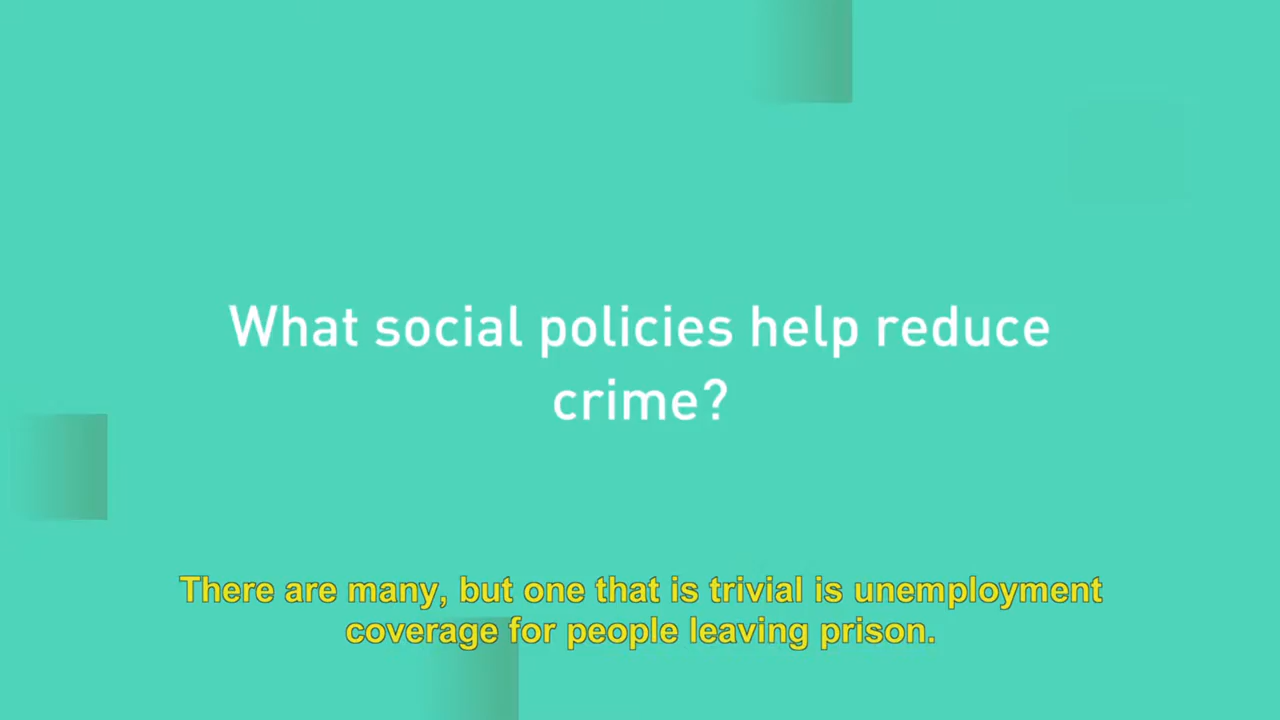 What social policies help reduce
crime?
There are many, but one that is trivial is unemployment
coverage for people leaving prison.